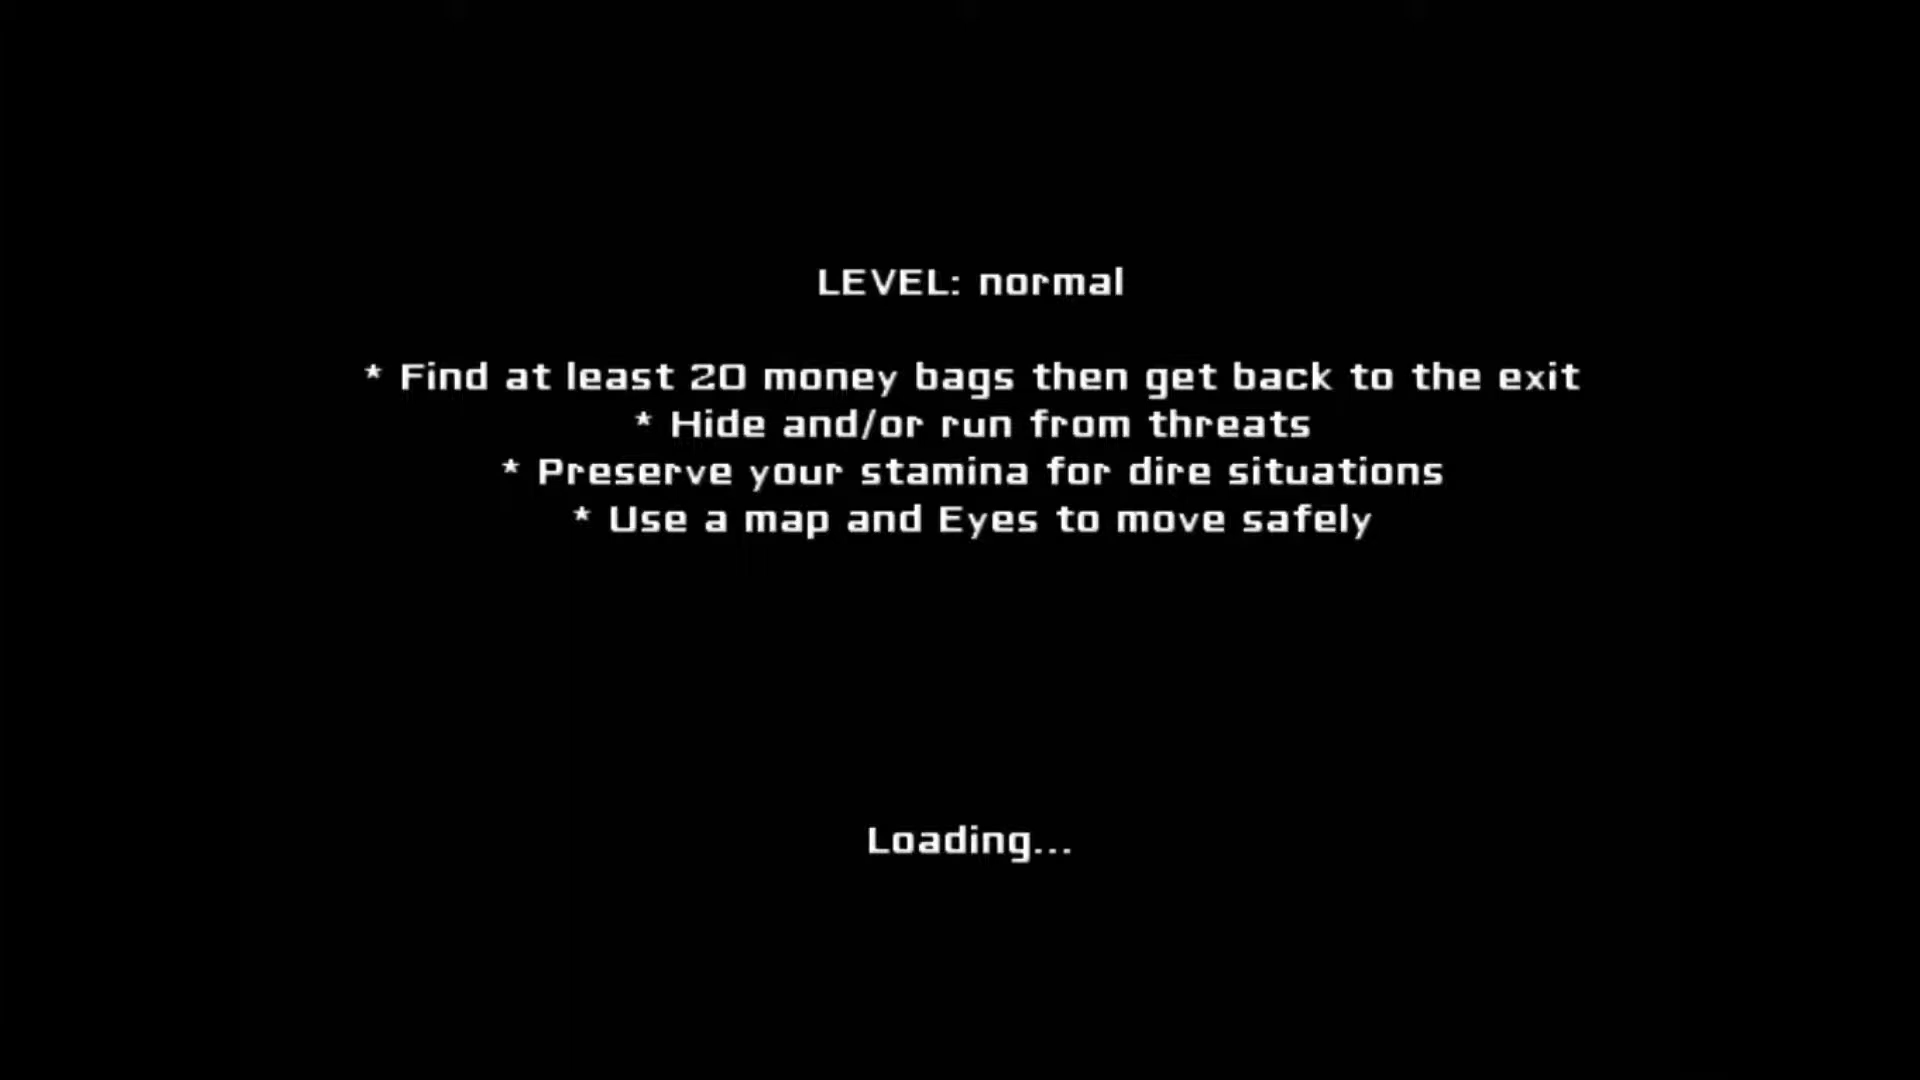 LEVEL: normal
* Find at least 20 money bags then get back to the exit
* Hide and/or run from threats
* Preserve your stamina for dire situations
* Use a map and Eyes to move safely
Loading...